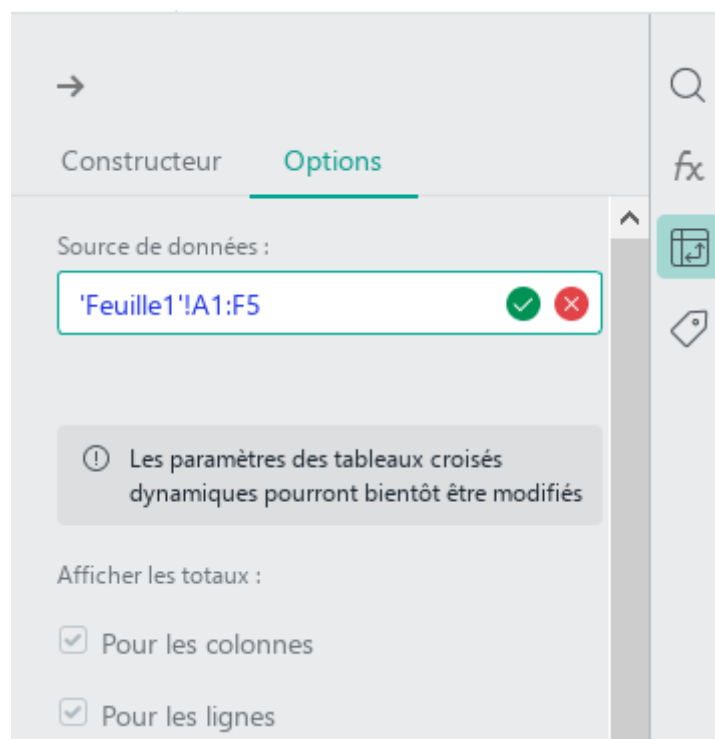 Constructeur Options
Source de données :
'Feuille1'!A1:F5
Les paramètres des tableaux croisés
dynamiques pourront bientôt être modifiés
Afficher les totaux :
Pour les colonnes
Pour les lignes
fx